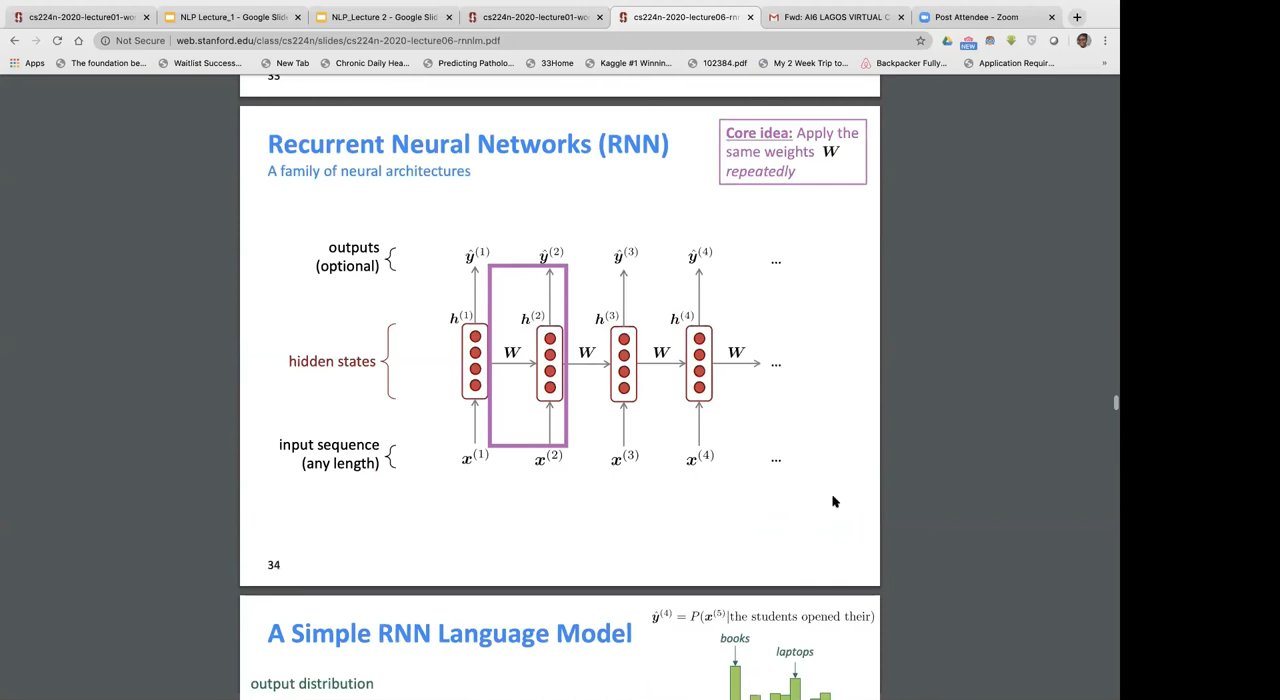 cs224n-2020-lecture01-wo
NLP Lecture_1 - Google Slid
NLP_Lecture 2 - Google Slid
cs224n-2020-lecture01-wo
cs224n-2020-lecture06-rn
Fwd: AI6 LAGOS VIRTUAL C
Post Attendee - Zoom
Not Secure | web.stanford.edu/class/cs224n/slides/cs224n-2020-lecture06-rnnlm.pdf
NEW
Apps
The foundation be...
Waitlist Success...
New Tab
Chronic Daily Hea...
Predicting Patholo...
33Home
Kaggle #1 Winnin...
102384.pdf
My 2 Week Trip to...
Backpacker Fully...
Application Requir...
»
33
Recurrent Neural Networks (RNN)
A family of neural architectures
Core idea: Apply the
same weights W
repeatedly
outputs
(optional)
ŷ(1) ŷ(2) ŷ(3) ŷ(4) ...
h(1) h(2) h(3) h(4)
hidden states
W W W W ...
input sequence
(any length)
x(1) x(2) x(3) x(4) ...
34
ŷ(4) = P(x(5)|the students opened their)
A Simple RNN Language Model
books
laptops
output distribution